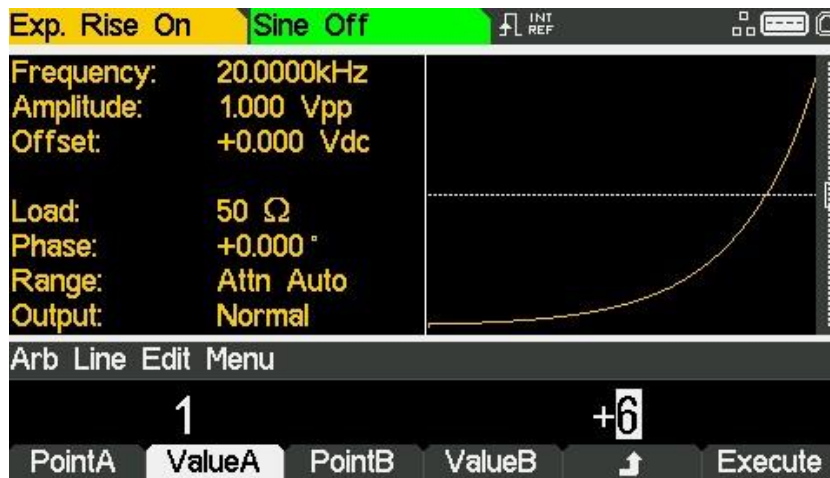 Exp. Rise On Sine Off INT REF
Frequency: 20.0000kHz
Amplitude: 1.000 Vpp
Offset: +0.000 Vdc
Load: 50 Ω
Phase: +0.000 °
Range: Attn Auto
Output: Normal
Arb Line Edit Menu
1 +6
PointA ValueA PointB ValueB Execute